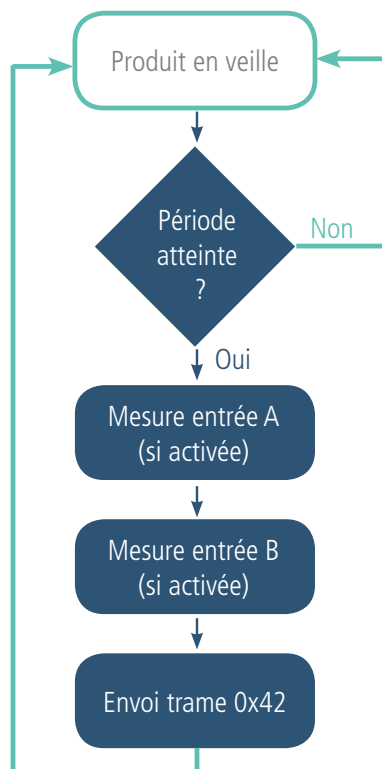 Produit en veille
Période
atteinte
?
Non
Oui
Mesure entrée A
(si activée)
Mesure entrée B
(si activée)
Envoi trame 0x42